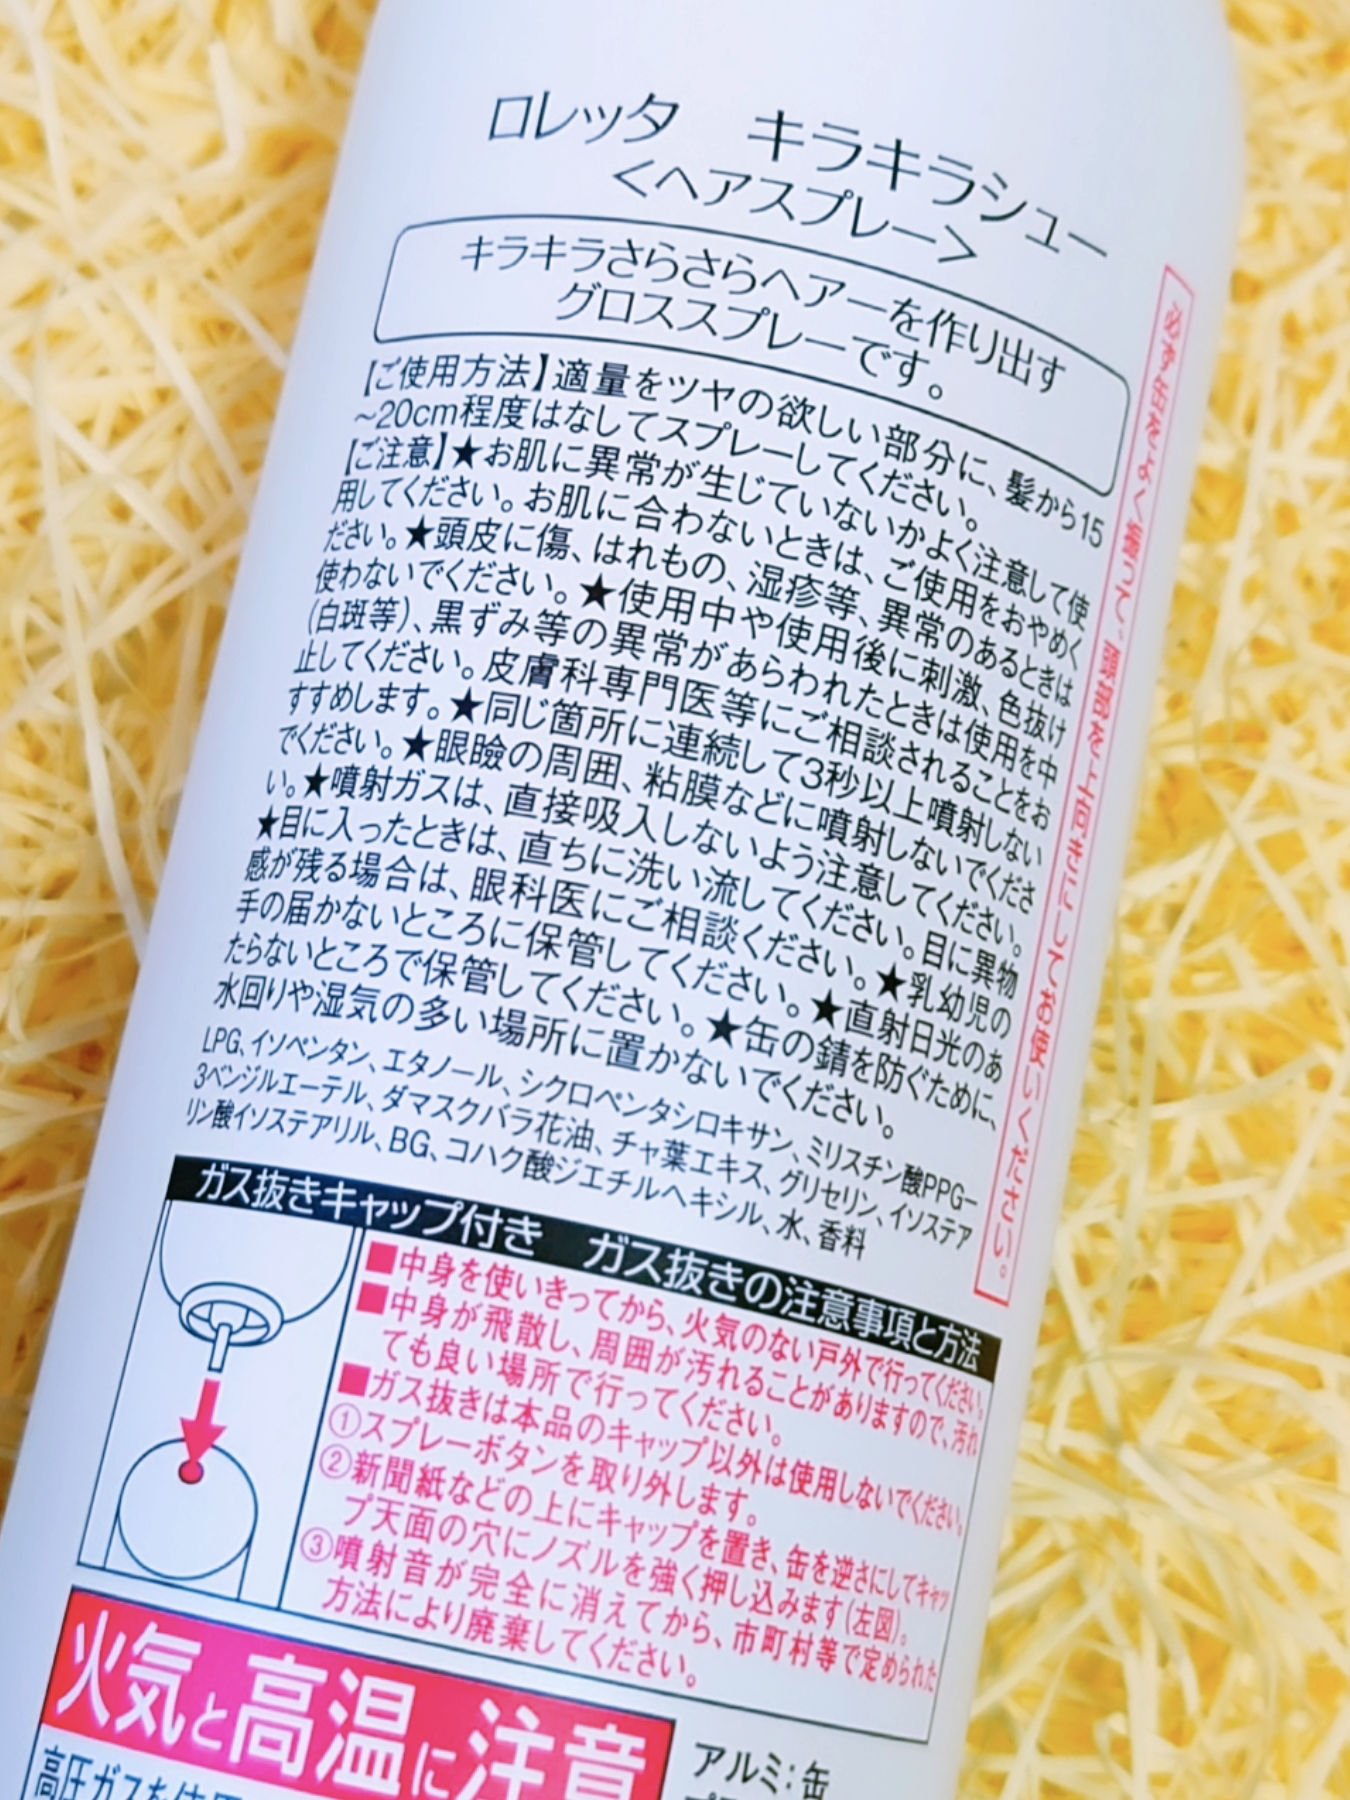 ロレッタ　キラキラシュー
<ヘアスプレー>
キラキラさらさらヘアーを作り出す
グロススプレーです。
【ご使用方法】適量をツヤの欲しい部分に、髪から15
～20cm程度はなしてスプレーしてください。
【ご注意】★お肌に異常が生じていないかよく注意して使
用してください。お肌に合わないときは、ご使用をおやめく
ださい。★頭皮に傷、はれもの、湿疹等、異常のあるときは
使わないでください。★使用中や使用後に刺激、色抜け
(白斑等)、黒ずみ等の異常があらわれたときは使用を中
止してください。皮膚科専門医等にご相談されることをお
すすめします。★同じ箇所に連続して3秒以上噴射しない
でください。★眼瞼の周囲、粘膜などに噴射しないでくださ
い。★噴射ガスは、直接吸入しないよう注意してください。
★目に入ったときは、直ちに洗い流してください。目に異物
感が残る場合は、眼科医にご相談ください。★乳幼児の
手の届かないところに保管してください。★直射日光のあ
たらないところで保管してください。★缶の錆を防ぐために、
水回りや湿気の多い場所に置かないでください。
LPG、イソペンタン、エタノール、シクロペンタシロキサン、ミリスチン酸PPG-
3ベンジルエーテル、ダマスクバラ花油、チャ葉エキス、グリセリン、イソステア
リン酸イソステアリル、BG、コハク酸ジエチルヘキシル、水、香料
必ず缶をよく振って、頭部を上向きにしてお使いください。
ガス抜きキャップ付き　ガス抜きの注意事項と方法
■中身を使いきってから、火気のない戸外で行ってください。
■中身が飛散し、周囲が汚れることがありますので、汚れ
ても良い場所で行ってください。
■ガス抜きは本品のキャップ以外は使用しないでください。
①スプレーボタンを取り外します。
②新聞紙などの上にキャップを置き、缶を逆さにしてキャッ
プ天面の穴にノズルを強く押し込みます(左図)。
③噴射音が完全に消えてから、市町村等で定められた
方法により廃棄してください。
火気と高温に注意
高圧ガスを使用
アルミ:缶